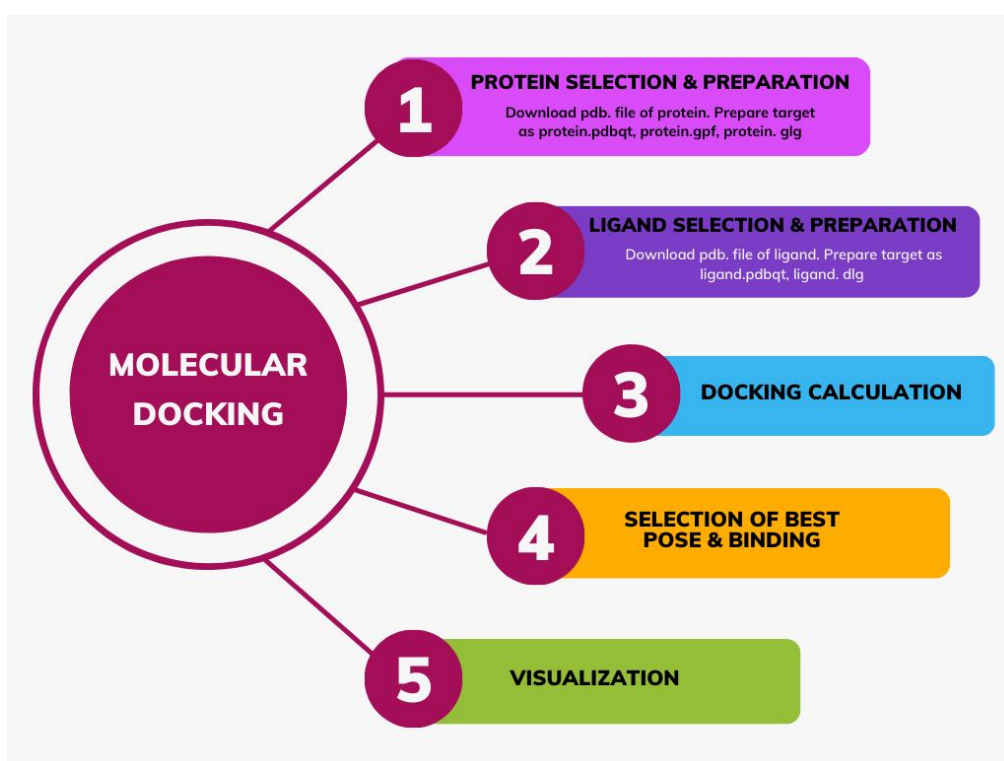 MOLECULAR
DOCKING
1
PROTEIN SELECTION & PREPARATION
Download pdb. file of protein. Prepare target
as protein.pdbqt, protein.gpf, protein. glg
2
LIGAND SELECTION & PREPARATION
Download pdb. file of ligand. Prepare target as
ligand.pdbqt, ligand. dlg
3
DOCKING CALCULATION
4
SELECTION OF BEST
POSE & BINDING
5
VISUALIZATION